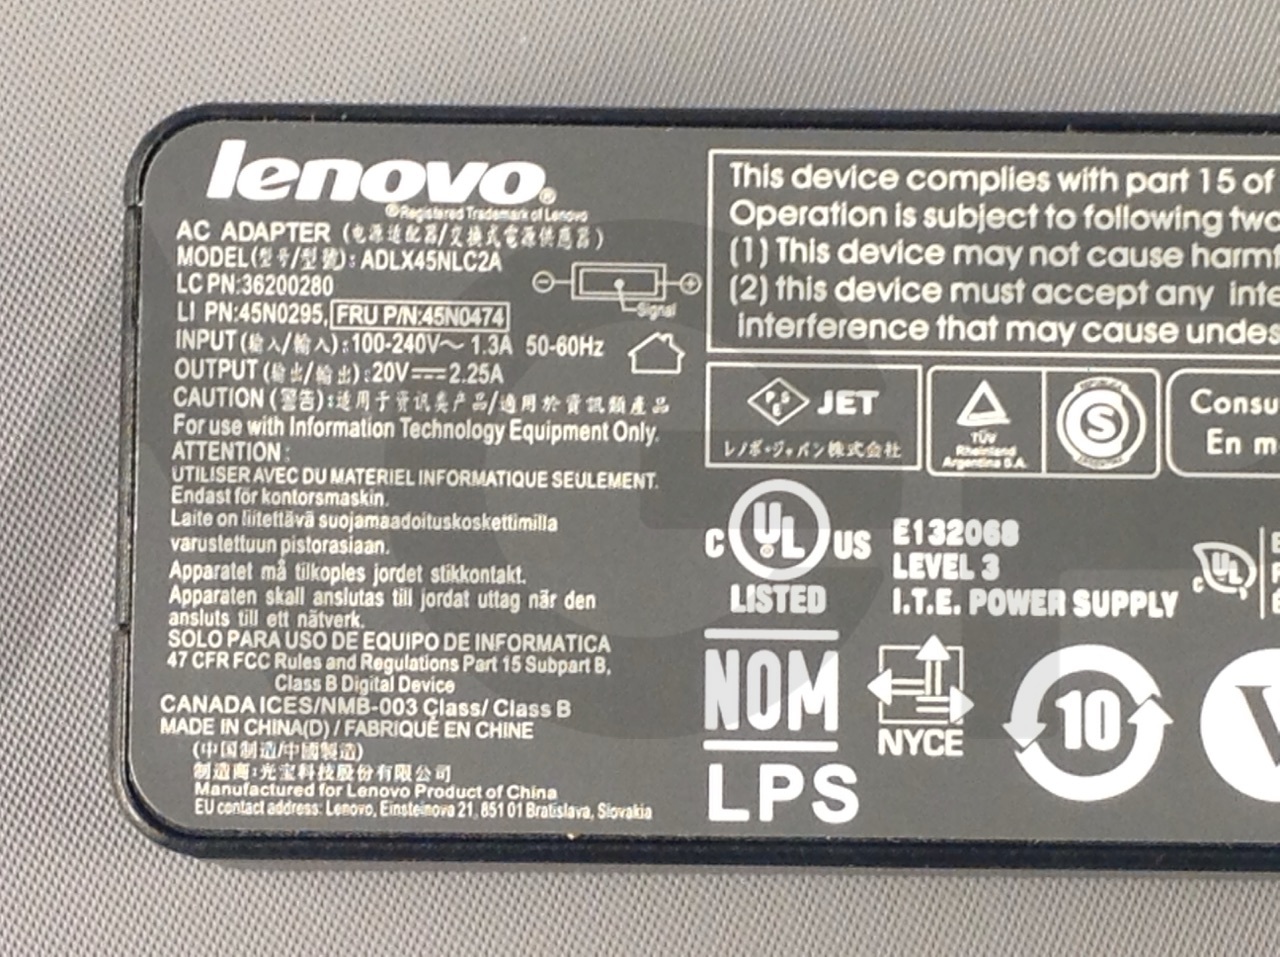 lenovo®
®Registered Trademark of Lenovo
AC ADAPTER (电源适配器/交换式電源供應器)
MODEL(型号/型號): ADLX45NLC2A
LC PN:36200280
LI PN:45N0295, FRU P/N:45N0474
Signal
INPUT (输入/輸入):100-240V～ 1.3A 50-60Hz
OUTPUT (输出/輸出):20V⎓2.25A
CAUTION (警告):适用于资讯类产品/適用於資訊類產品
For use with Information Technology Equipment Only.
ATTENTION :
UTILISER AVEC DU MATERIEL INFORMATIQUE SEULEMENT.
Endast för kontorsmaskin.
Laite on liitettävä suojamaadoituskoskettimilla
varustettuun pistorasiaan.
Apparatet må tilkoples jordet stikkontakt.
Apparaten skall anslutas till jordat uttag när den
ansluts till ett nätverk.
SOLO PARA USO DE EQUIPO DE INFORMATICA
47 CFR FCC Rules and Regulations Part 15 Subpart B,
Class B Digital Device
CANADA ICES/NMB-003 Class/ Class B
MADE IN CHINA(D) / FABRIQUÉ EN CHINE
(中国制造/中國製造)
制造商:光宝科技股份有限公司
Manufactured for Lenovo Product of China
EU contact address: Lenovo, Einsteinova 21, 851 01 Bratislava, Slovakia
This device complies with part 15 of
Operation is subject to following two
(1) This device may not cause harmf
(2) this device must accept any inte
interference that may cause undes
PS
E JET
レノボ・ジャパン株式会社
TÜV
Rheinland
Argentina S.A.
S
Consu
En m
C UL US
LISTED
E132068
LEVEL 3
I.T.E. POWER SUPPLY
c UL
NOM
NYCE
10
V
LPS